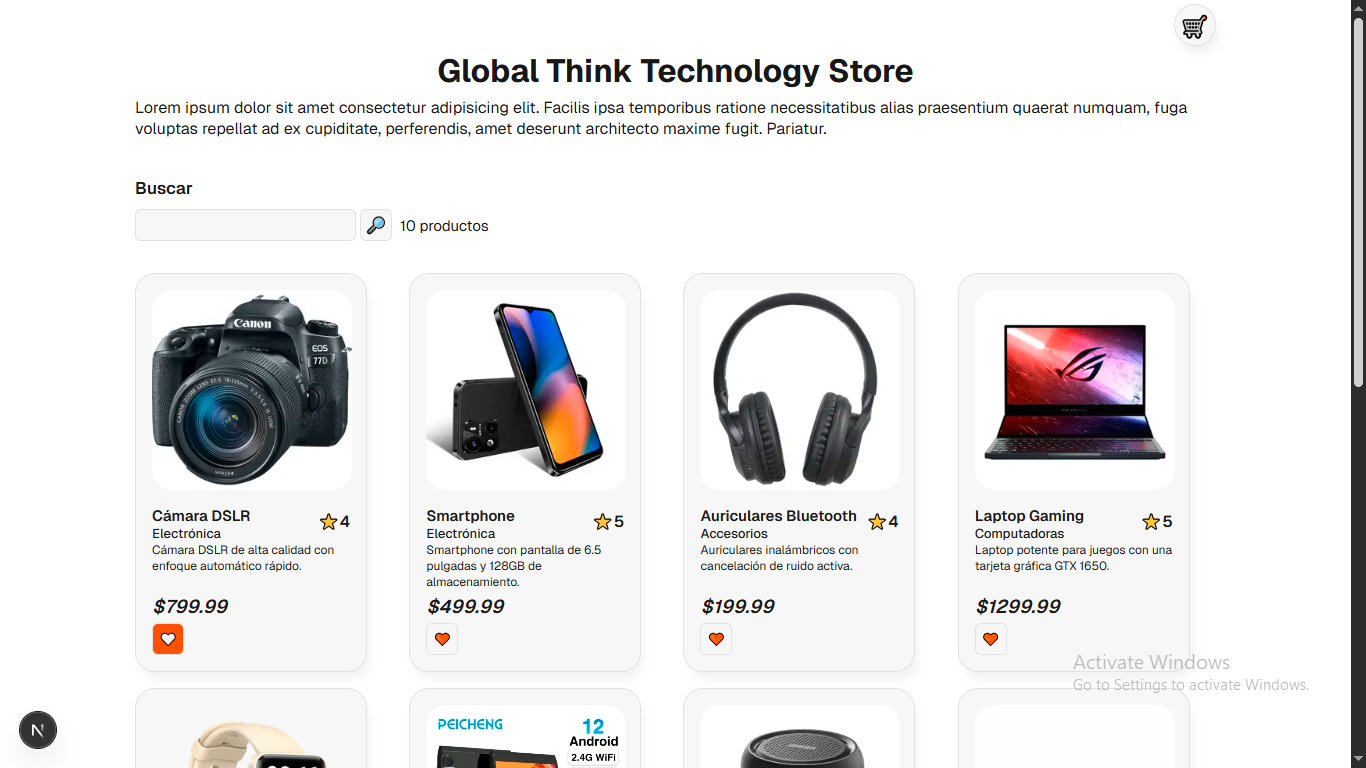 Global Think Technology Store
Lorem ipsum dolor sit amet consectetur adipisicing elit. Facilis ipsa temporibus ratione necessitatibus alias praesentium quaerat numquam, fuga
voluptas repellat ad ex cupiditate, perferendis, amet deserunt architecto maxime fugit. Pariatur.
Buscar
10 productos
Canon
EOS
77D
Cámara DSLR
4
Electrónica
Cámara DSLR de alta calidad con
enfoque automático rápido.
$799.99
Smartphone
5
Electrónica
Smartphone con pantalla de 6.5
pulgadas y 128GB de
almacenamiento.
$499.99
Auriculares Bluetooth
4
Accesorios
Auriculares inalámbricos con
cancelación de ruido activa.
$199.99
Laptop Gaming
5
Computadoras
Laptop potente para juegos con una
tarjeta gráfica GTX 1650.
$1299.99
Activate Windows
Go to Settings to activate Windows.
N
PEICHENG
12
Android
2.4G WiFi